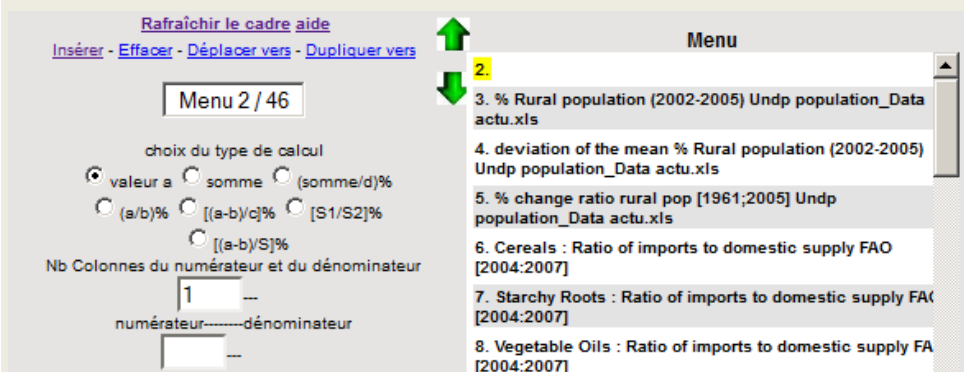 Rafraîchir le cadre aide
Insérer - Effacer - Déplacer vers - Dupliquer vers
Menu 2 / 46
choix du type de calcul
valeur a somme (somme/d)%
(a/b)% [(a-b)/c]% [S1/S2]%
[(a-b)/S]%
Nb Colonnes du numérateur et du dénominateur
1 ---
numérateur--------dénominateur
---
Menu
2.
3. % Rural population (2002-2005) Undp population_Data
actu.xls
4. deviation of the mean % Rural population (2002-2005)
Undp population_Data actu.xls
5. % change ratio rural pop [1961;2005] Undp
population_Data actu.xls
6. Cereals : Ratio of imports to domestic supply FAO
[2004:2007]
7. Starchy Roots : Ratio of imports to domestic supply FAO
[2004:2007]
8. Vegetable Oils : Ratio of imports to domestic supply FA
[2004:2007]